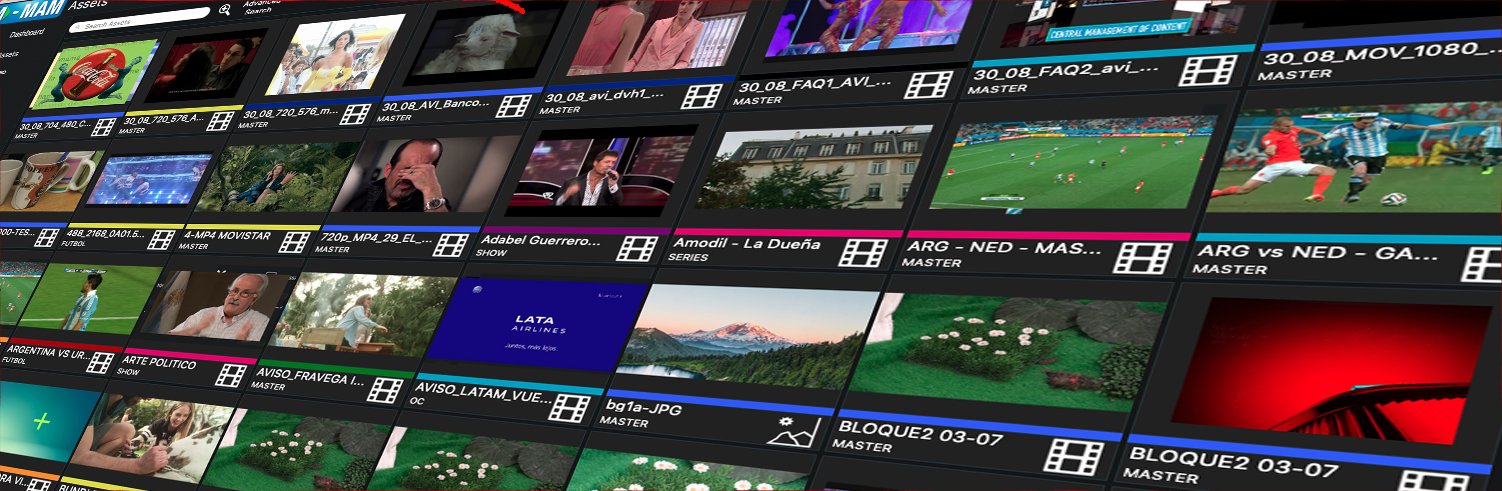 -MAM
Assets
Search Assets
Advanced
Search
Dashboard
Assets
Coca-Cola
CENTRAL MANAGEMENT OF CONTENT
30_08_704_480_C...
MASTER
30_08_720_576_A...
MASTER
30_08_720_576_m...
MASTER
30_08_AVI_Banco...
MASTER
30_08_avi_dvh1_...
MASTER
30_08_FAQ1_AVI_...
MASTER
30_08_FAQ2_avi_...
MASTER
30_08_MOV_1080_...
MASTER
000-TES...
488_2168_0A01.6...
FUTBOL
4-MP4 MOVISTAR
MASTER
720p_MP4_29_EL_...
MASTER
Adabel Guerrero...
SHOW
Amodil - La Dueña
SERIES
ARG - NED - MAS...
MASTER
ARG vs NED - GA...
MASTER
ARGENTINA VS UR...
FUTBOL
ARTE POLITICO
SHOW
AVISO_FRAVEGA I...
MASTER
LATA
AIRLINES
Juntos, más lejos.
AVISO_LATAM_VUE...
OC
bg1a-JPG
MASTER
BLOQUE2 03-07
MASTER
BLOQUE2 03-07
MASTER